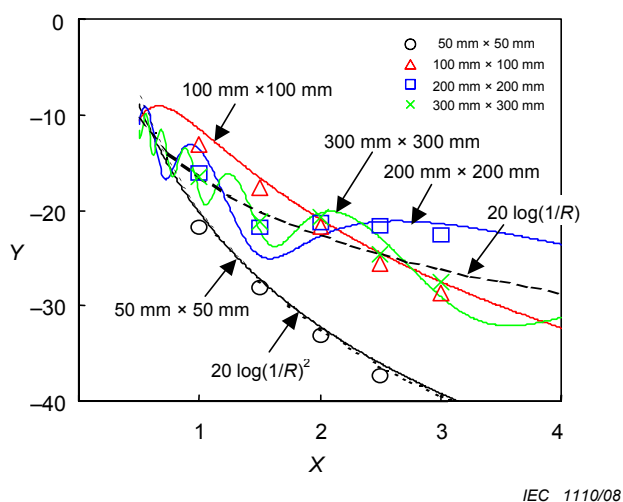 0
–10
–20
–30
–40
Y
50 mm × 50 mm
100 mm × 100 mm
200 mm × 200 mm
300 mm × 300 mm
100 mm ×100 mm
300 mm × 300 mm
200 mm × 200 mm
20 log(1/R)
50 mm × 50 mm
20 log(1/R)²
1 2 3 4
X
IEC 1110/08